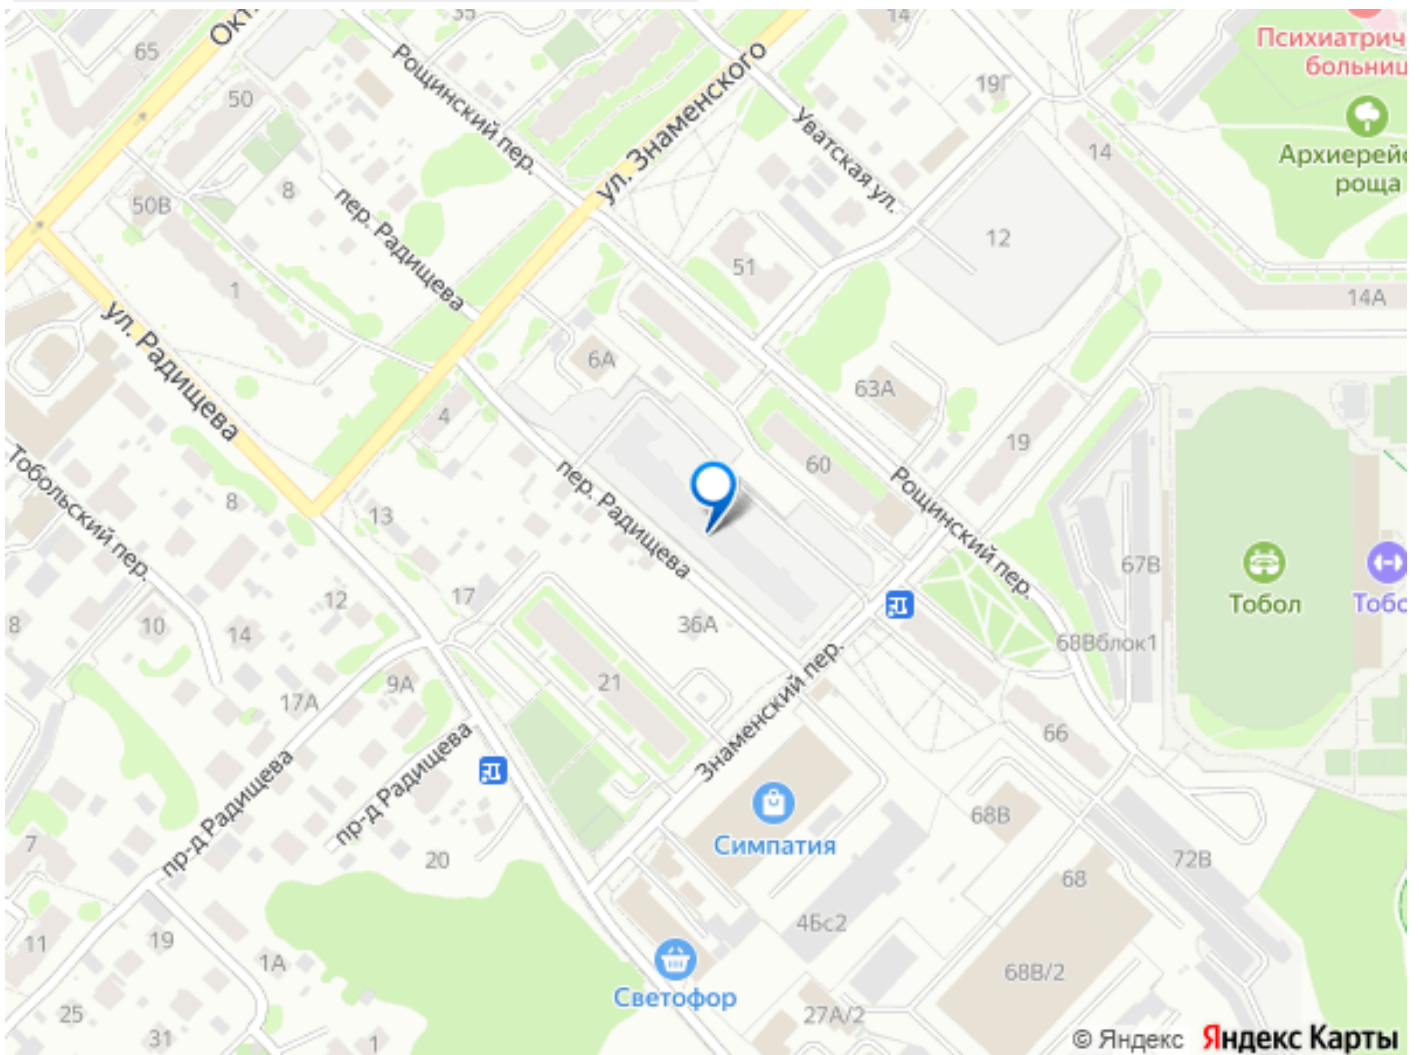 35
14
65
Окт
Рощинский пер.
ул. Знаменского
Психиатрич
больниц
19Г
50
Уватская ул.
14
Архиерейс
роща
8
пер. Радищева
50В
12
51
1
14А
ул. Радищева
6А
63А
4
19
60
пер. Радищева
Рощинский пер.
Тобольский пер.
8
13
67В
Тобол
Тобо
12
17
8
10
14
36А
68Вблок1
Знаменский пер.
21
9А
17А
66
пр-д Радищева
пр-д Радищева
68В
7
Симпатия
20
72В
68
4Бс2
11
19
1А
68В/2
Светофор
25
27А/2
31
1
© Яндекс Яндекс Карты